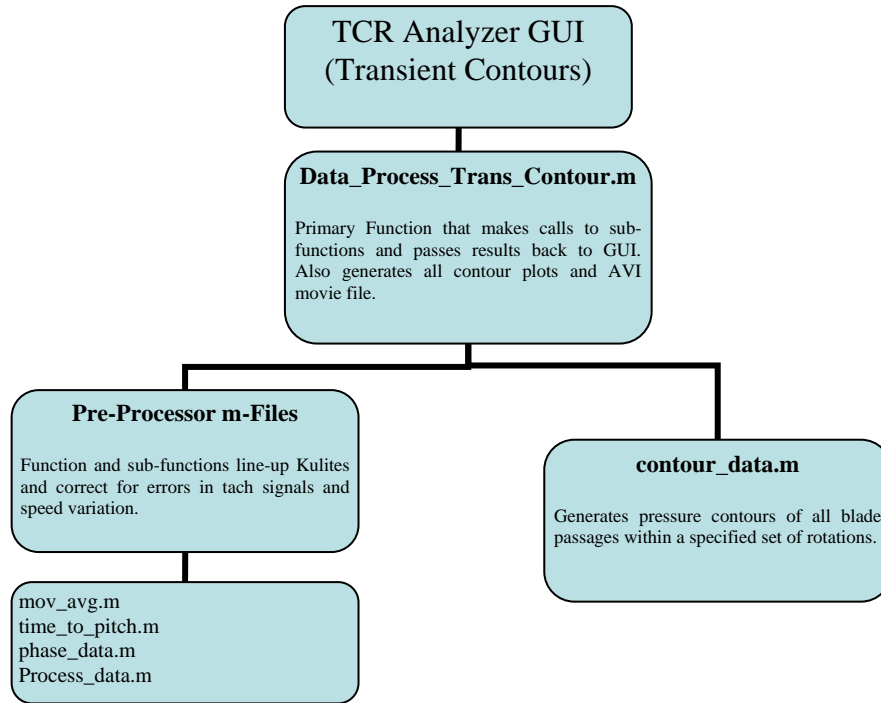 TCR Analyzer GUI
(Transient Contours)
Data_Process_Trans_Contour.m
Primary Function that makes calls to sub-
functions and passes results back to GUI.
Also generates all contour plots and AVI
movie file.
Pre-Processor m-Files
Function and sub-functions line-up Kulites
and correct for errors in tach signals and
speed variation.
mov_avg.m
time_to_pitch.m
phase_data.m
Process_data.m
contour_data.m
Generates pressure contours of all blade
passages within a specified set of rotations.